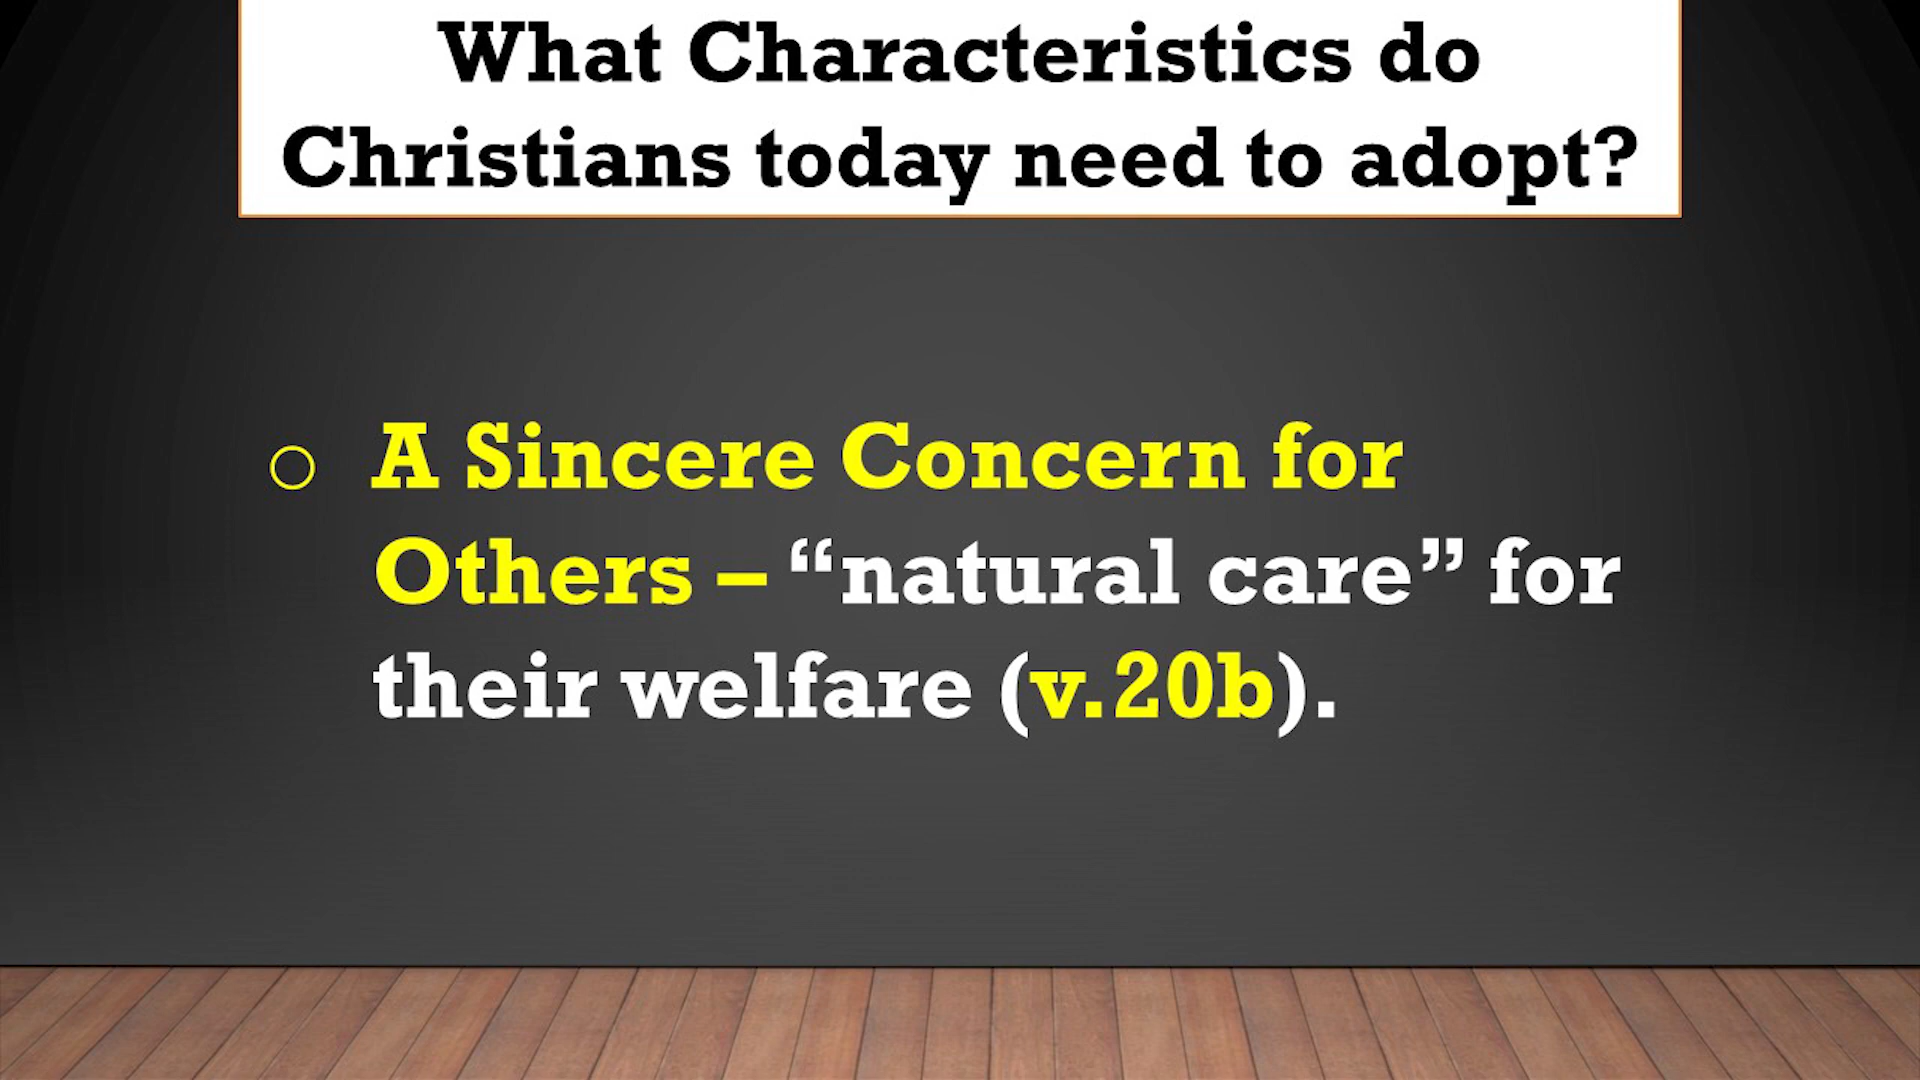 What Characteristics do
Christians today need to adopt?
o A Sincere Concern for
Others – “natural care” for
their welfare (v.20b).